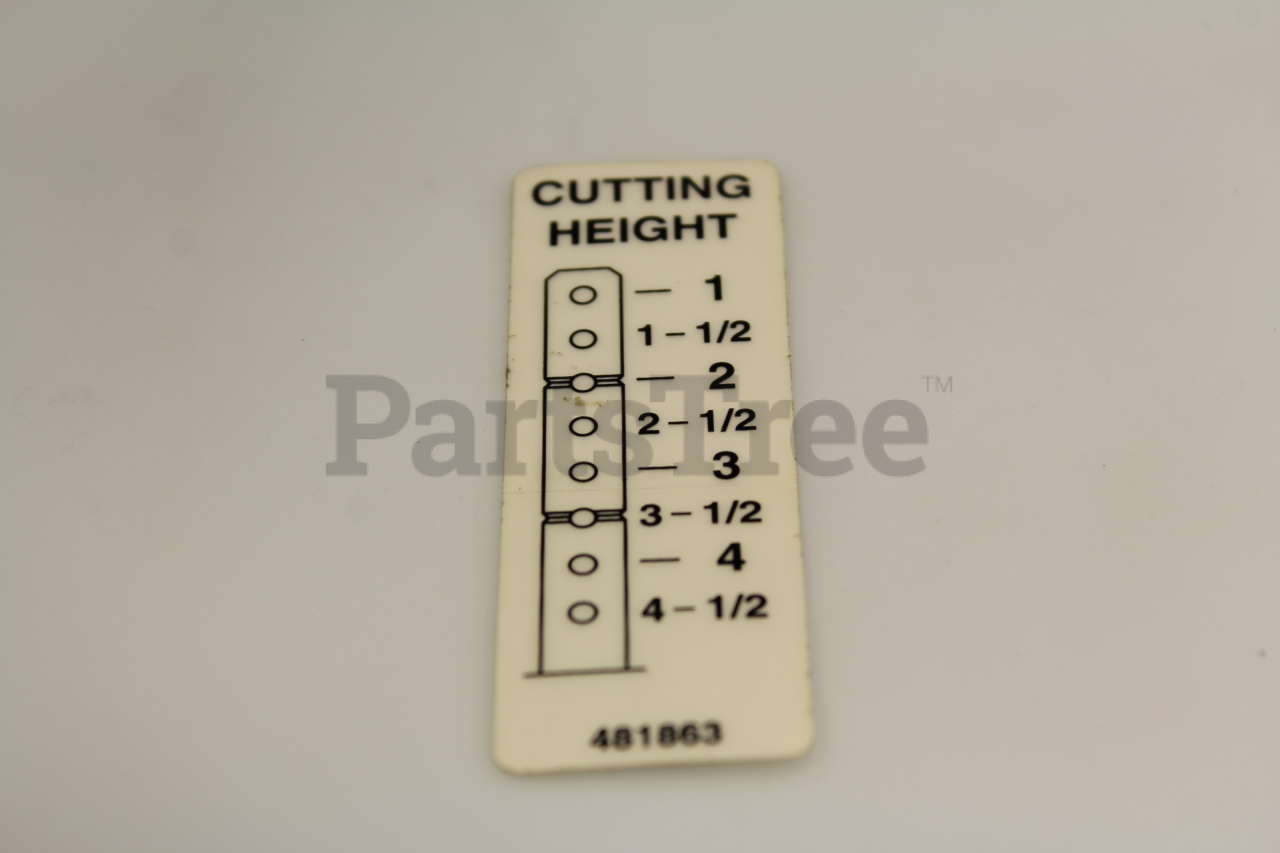 CUTTING
HEIGHT
— 1
1 – 1/2
— 2
2 – 1/2
— 3
3 – 1/2
— 4
4 – 1/2
481863
PartsTree™